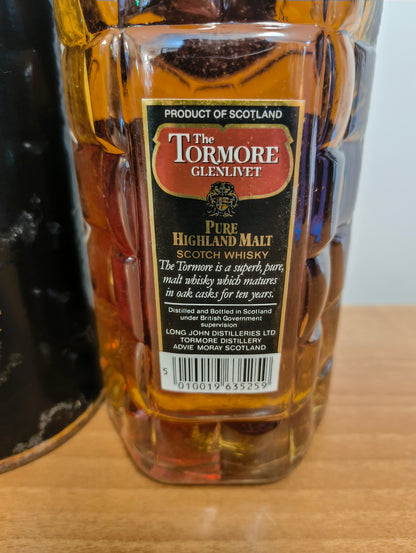 PRODUCT OF SCOTLAND
The
TORMORE
GLENLIVET
PURE
HIGHLAND MALT
SCOTCH WHISKY
The Tormore is a superb, pure,
malt whisky which matures
in oak casks for ten years.
Distilled and Bottled in Scotland
under British Government
supervision
LONG JOHN DISTILLERIES LTD
TORMORE DISTILLERY
ADVIE MORAY SCOTLAND
5 010019 635259